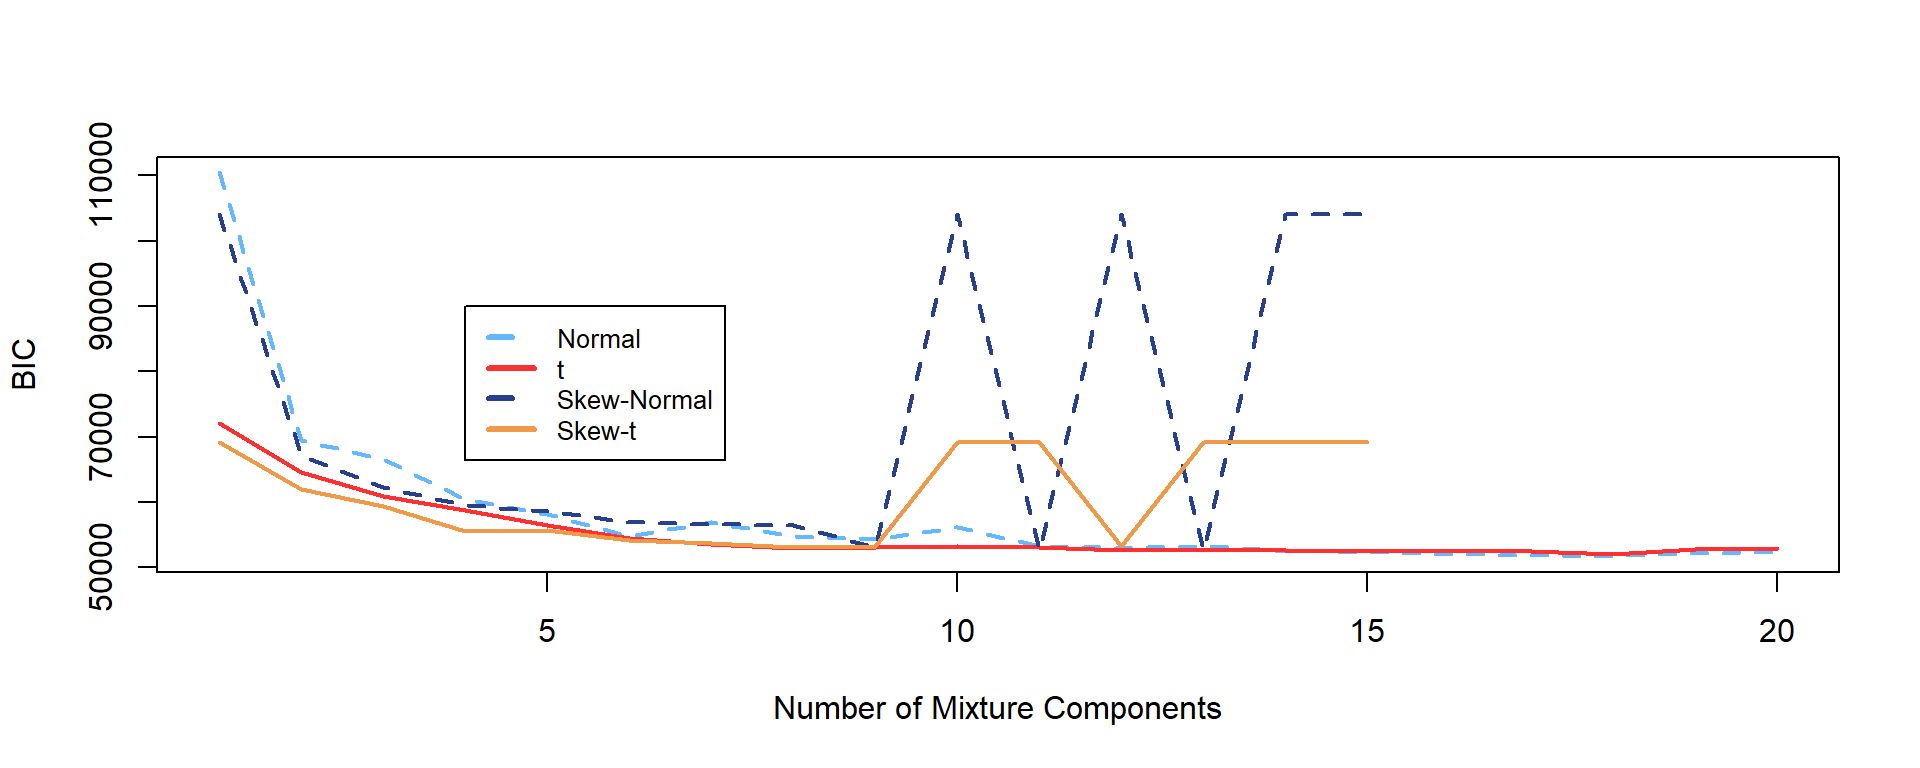 BIC
110000
90000
70000
50000
Normal
t
Skew-Normal
Skew-t
5
10
15
20
Number of Mixture Components